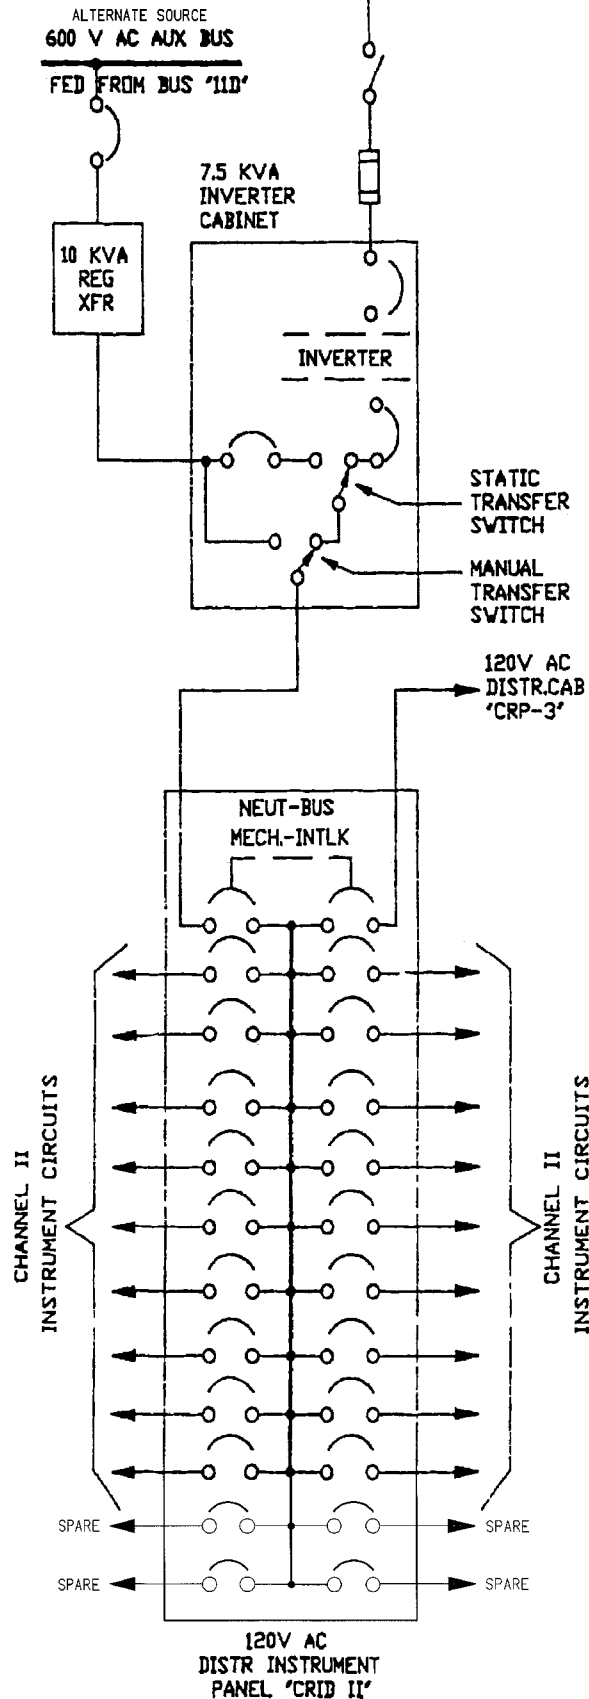 ALTERNATE SOURCE
600 V AC AUX BUS
FED FROM BUS "11D"
7.5 KVA
INVERTER
CABINET
10 KVA
REG
XFR
INVERTER
STATIC
TRANSFER
SWITCH
MANUAL
TRANSFER
SWITCH
120V AC
DISTR.CAB
"CRP-3"
NEUT-BUS
MECH.-INTLK
CHANNEL II
INSTRUMENT CIRCUITS
CHANNEL II
INSTRUMENT CIRCUITS
SPARE
SPARE
SPARE
SPARE
120V AC
DISTR INSTRUMENT
PANEL "CRID II"